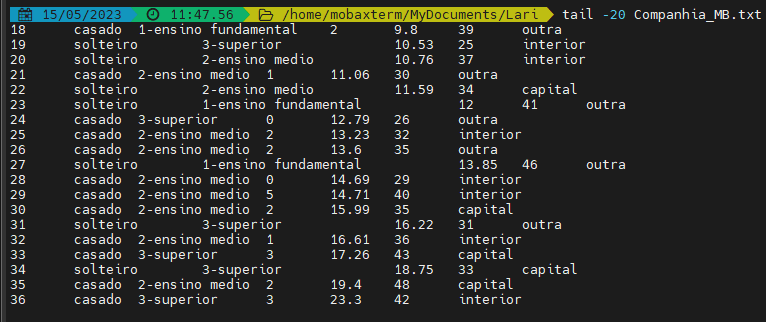 15/05/2023 11:47.56 /home/mobaxterm/MyDocuments/Lari tail -20 Companhia_MB.txt
18 casado 1-ensino fundamental 2 9.8 39 outra
19 solteiro 3-superior 10.53 25 interior
20 solteiro 2-ensino medio 10.76 37 interior
21 casado 2-ensino medio 1 11.06 30 outra
22 solteiro 2-ensino medio 11.59 34 capital
23 solteiro 1-ensino fundamental 12 41 outra
24 casado 3-superior 0 12.79 26 outra
25 casado 2-ensino medio 2 13.23 32 interior
26 casado 2-ensino medio 2 13.6 35 outra
27 solteiro 1-ensino fundamental 13.85 46 outra
28 casado 2-ensino medio 0 14.69 29 interior
29 casado 2-ensino medio 5 14.71 40 interior
30 casado 2-ensino medio 2 15.99 35 capital
31 solteiro 3-superior 16.22 31 outra
32 casado 2-ensino medio 1 16.61 36 interior
33 casado 3-superior 3 17.26 43 capital
34 solteiro 3-superior 18.75 33 capital
35 casado 2-ensino medio 2 19.4 48 capital
36 casado 3-superior 3 23.3 42 interior